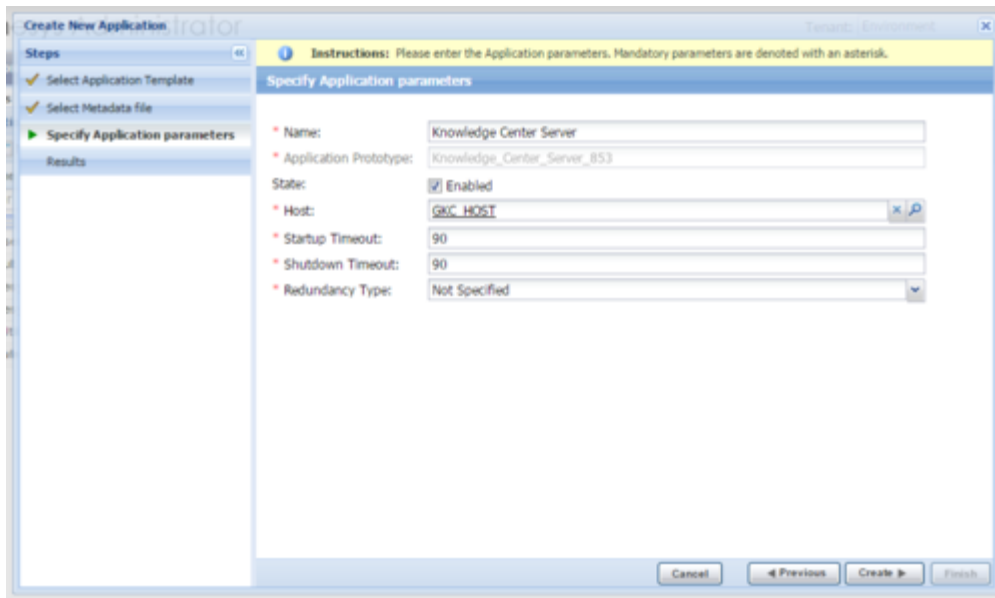 Create New Application
Tenant: Environment
Steps
Instructions: Please enter the Application parameters. Mandatory parameters are denoted with an asterisk.
Select Application Template
Specify Application parameters
Select Metadata file
Specify Application parameters
Results
* Name: Knowledge Center Server
* Application Prototype: Knowledge_Center_Server_853
State: Enabled
* Host: GKC_HOST
* Startup Timeout: 90
* Shutdown Timeout: 90
* Redundancy Type: Not Specified
Cancel Previous Create Finish